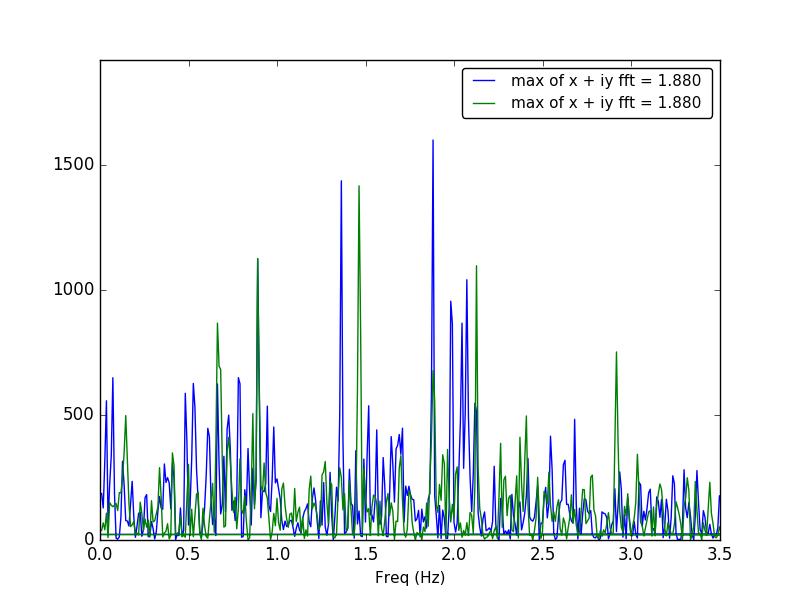 max of x + iy fft = 1.880
max of x + iy fft = 1.880
1500
1000
500
0
0.0 0.5 1.0 1.5 2.0 2.5 3.0 3.5
Freq (Hz)